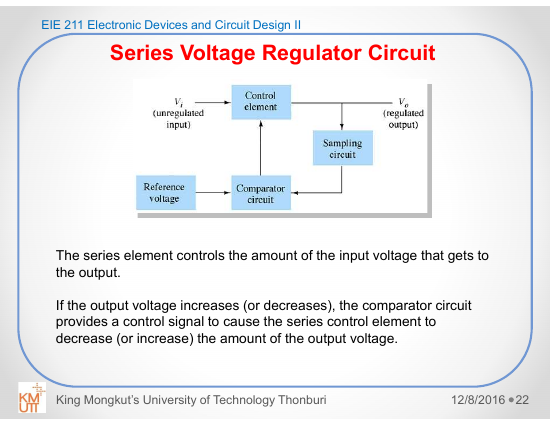 EIE 211 Electronic Devices and Circuit Design II
Series Voltage Regulator Circuit
Control
element
Vi
(unregulated
input)
Vo
(regulated
output)
Sampling
circuit
Reference
voltage
Comparator
circuit
The series element controls the amount of the input voltage that gets to
the output.
If the output voltage increases (or decreases), the comparator circuit
provides a control signal to cause the series control element to
decrease (or increase) the amount of the output voltage.
KM
UTT
King Mongkut’s University of Technology Thonburi
12/8/2016 ●22